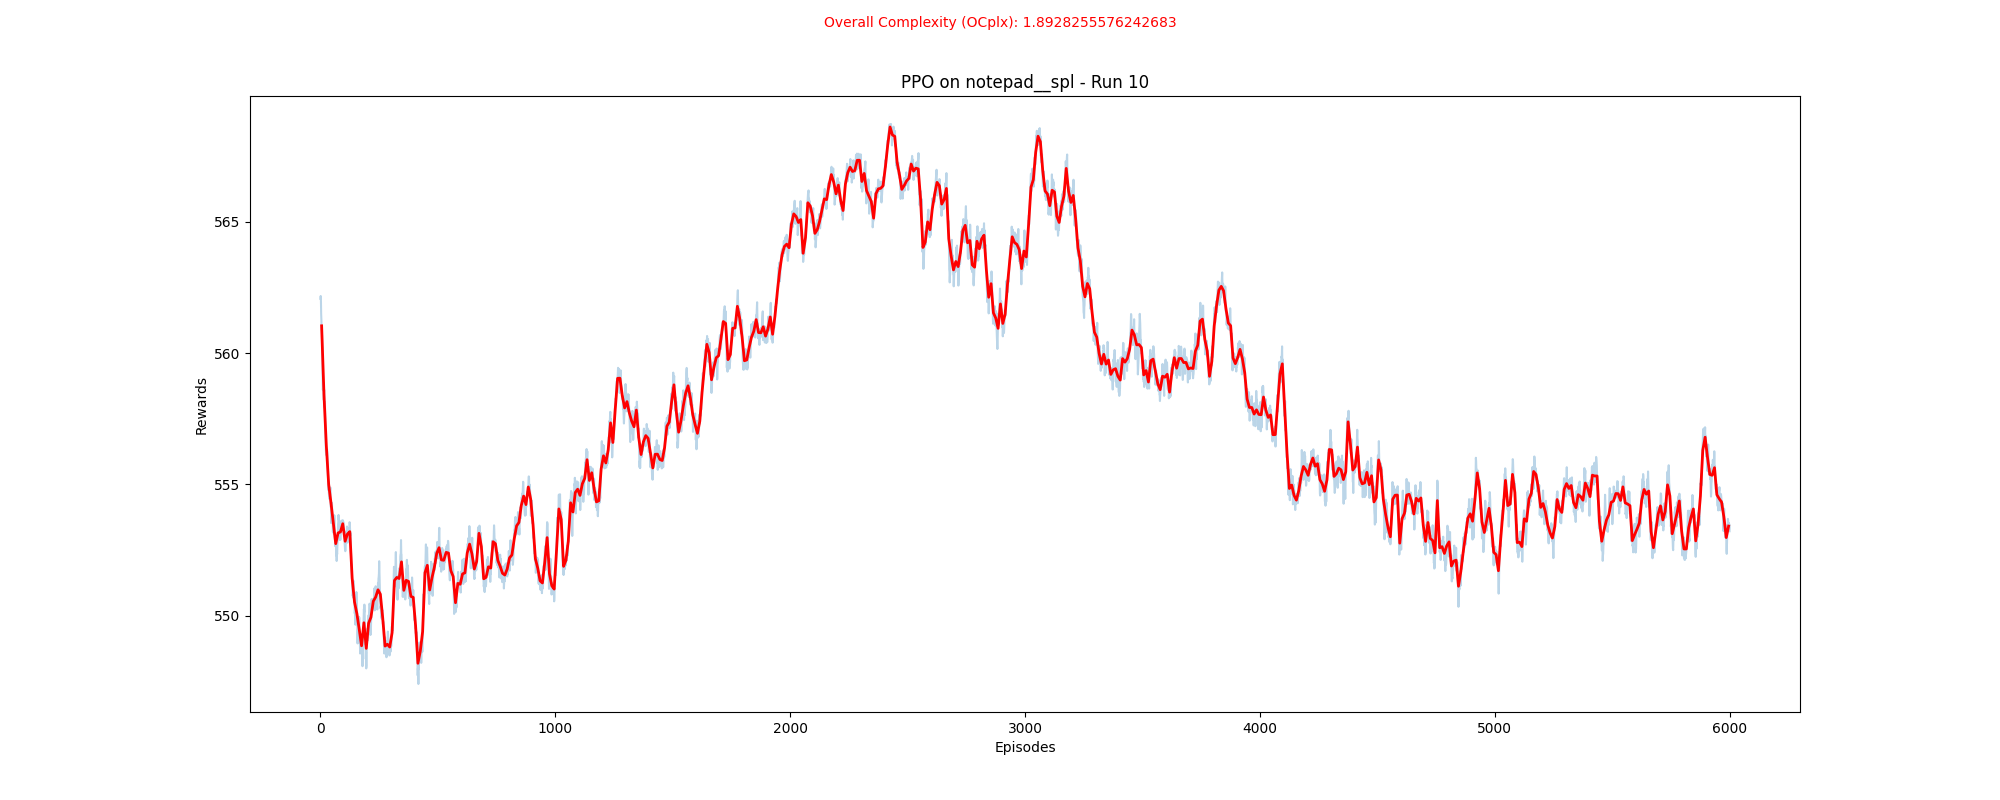 Overall Complexity (OCplx): 1.8928255576242683
PPO on notepad__spl - Run 10
565
560
555
550
Rewards
0 1000 2000 3000 4000 5000 6000
Episodes